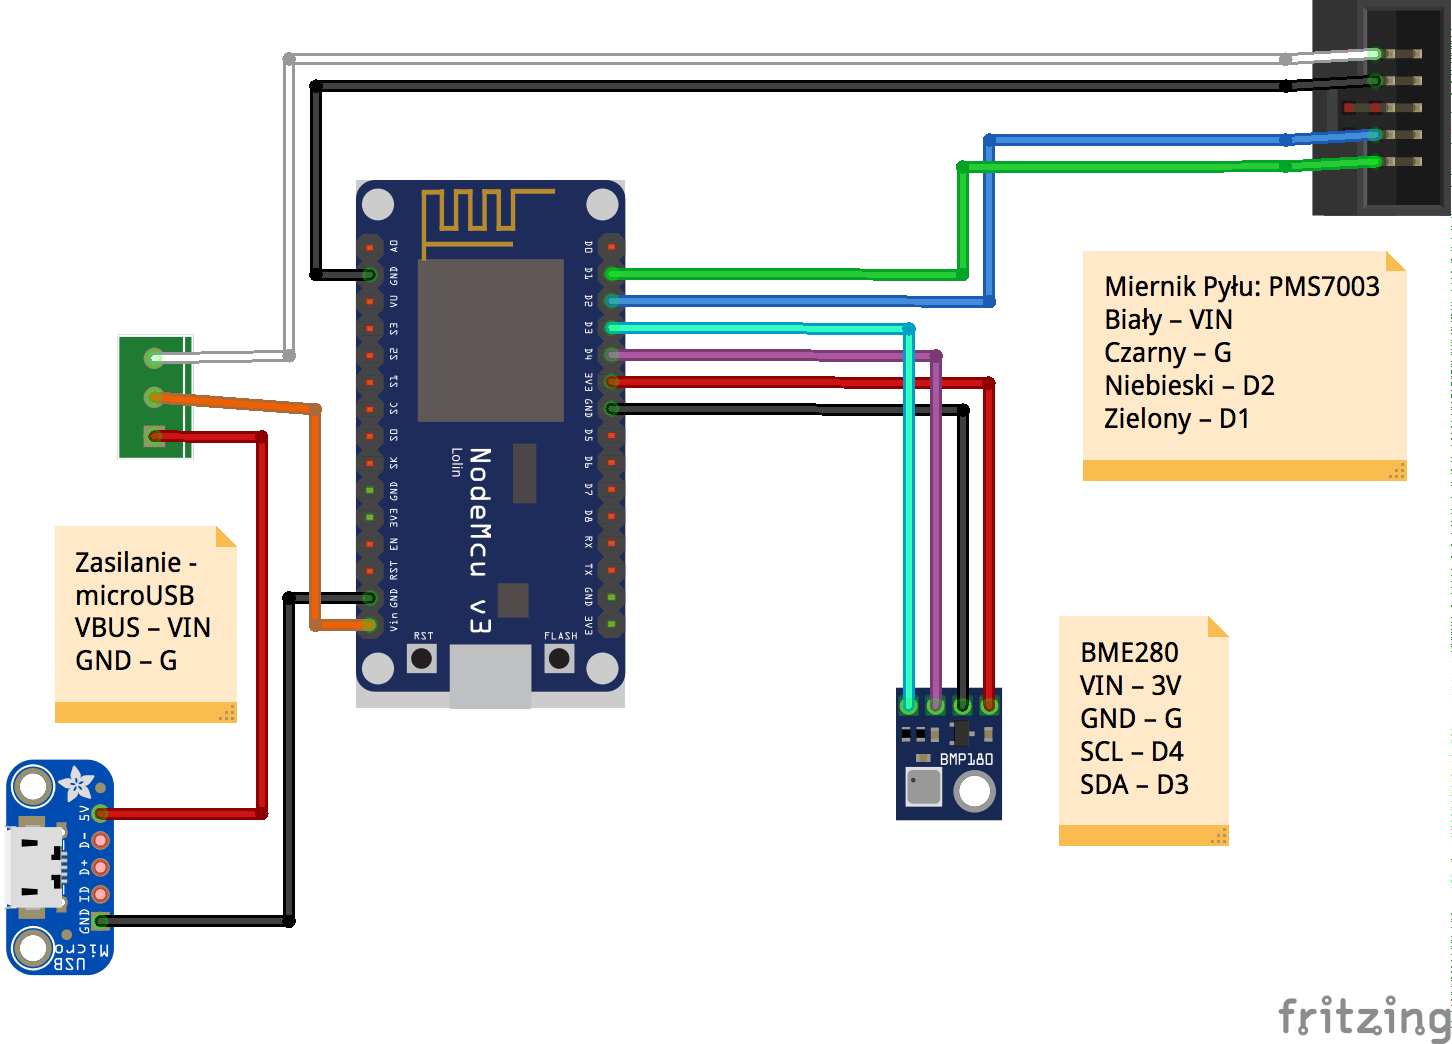 A0
GND
VU
S3
S2
S1
SC
S0
SK
GND
3V3
EN
RST
GND
Vin
D0
D1
D2
D3
D4
3V3
GND
D5
D6
D7
D8
RX
TX
GND
3V3
NodeMcu v3
Lolin
RST
FLASH
Miernik Pyłu: PMS7003
Biały – VIN
Czarny – G
Niebieski – D2
Zielony – D1
Zasilanie -
microUSB
VBUS – VIN
GND – G
BME280
VIN – 3V
GND – G
SCL – D4
SDA – D3
BMP180
5V
D-
D+
ID
GND
Micro
USB
fritzing